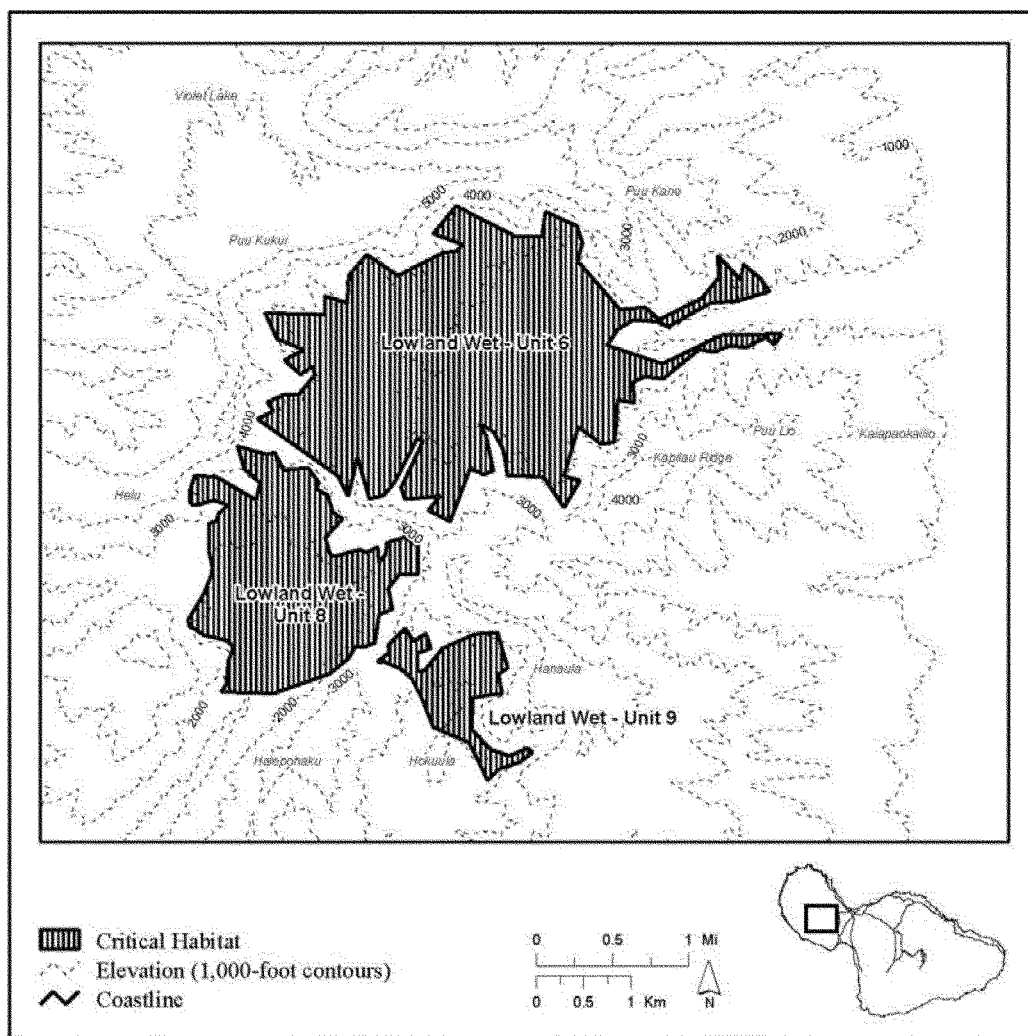 Violet Lake
1000
Puu Kane
5000
4000
Puu Kukui
3000
2000
Lowland Wet - Unit 6
4000
Puu Lio
Kaiapaokailio
3000
Kapilau Ridge
Helu
3000
3000
4000
3000
Lowland Wet -
Unit 8
Hanaula
3000
2000
2000
Lowland Wet - Unit 9
Halepohaku
Hokuula
Critical Habitat
Elevation (1,000-foot contours)
Coastline
0 0.5 1 Mi
0 0.5 1 Km
N